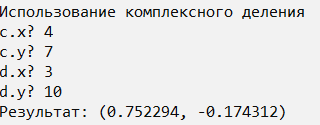 Использование комплексного деления
c.x? 4
c.y? 7
d.x? 3
d.y? 10
Результат: (0.752294, -0.174312)